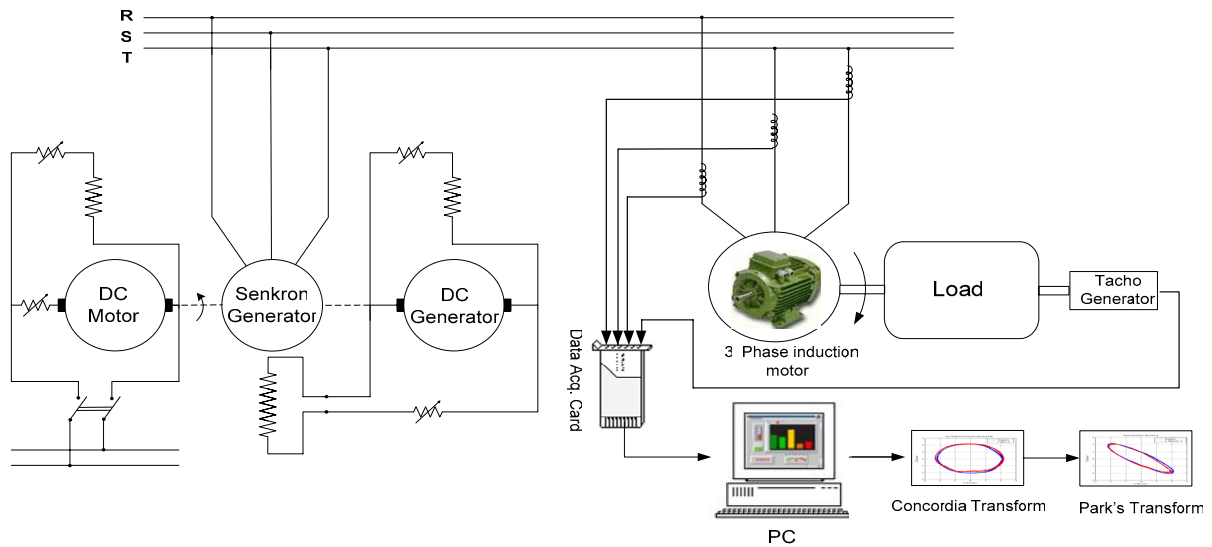 R
S
T
DC
Motor
Senkron
Generator
DC
Generator
Data Acq. Card
3 Phase induction
motor
Load
Tacho
Generator
PC
Concordia Transform
Park's Transform